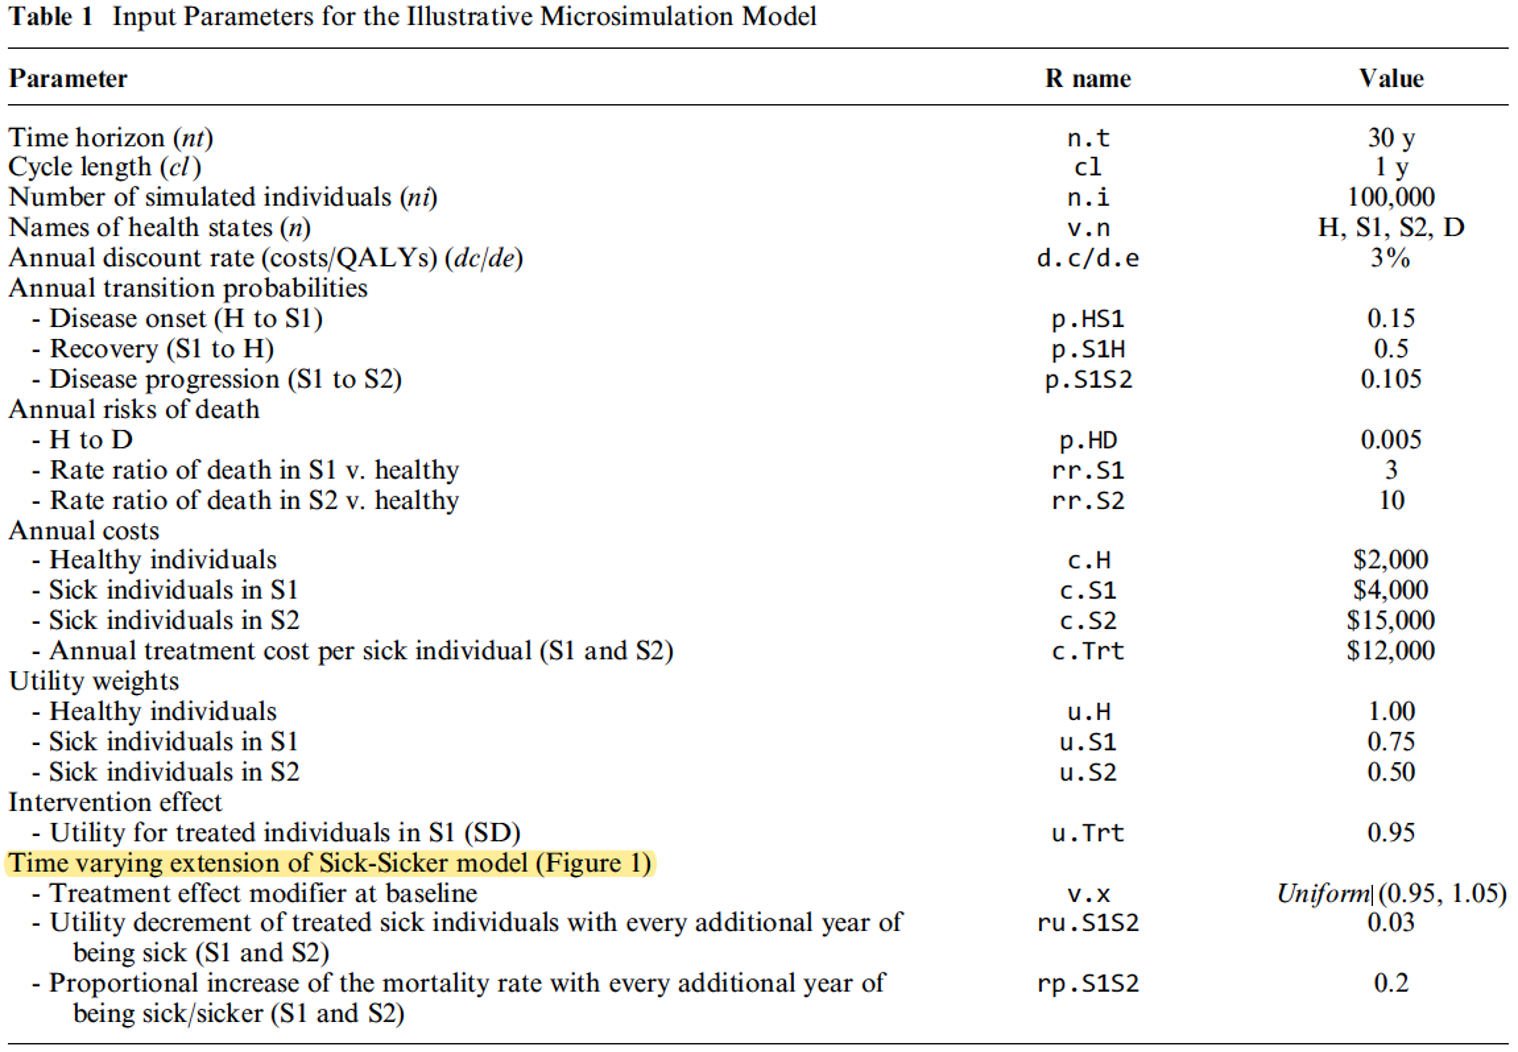 Table 1 Input Parameters for the Illustrative Microsimulation Model
Parameter R name Value
Time horizon (nt) n.t 30 y
Cycle length (cl) cl 1 y
Number of simulated individuals (ni) n.i 100,000
Names of health states (n) v.n H, S1, S2, D
Annual discount rate (costs/QALYs) (dc/de) d.c/d.e 3%
Annual transition probabilities
- Disease onset (H to S1) p.HS1 0.15
- Recovery (S1 to H) p.S1H 0.5
- Disease progression (S1 to S2) p.S1S2 0.105
Annual risks of death
- H to D p.HD 0.005
- Rate ratio of death in S1 v. healthy rr.S1 3
- Rate ratio of death in S2 v. healthy rr.S2 10
Annual costs
- Healthy individuals c.H $2,000
- Sick individuals in S1 c.S1 $4,000
- Sick individuals in S2 c.S2 $15,000
- Annual treatment cost per sick individual (S1 and S2) c.Trt $12,000
Utility weights
- Healthy individuals u.H 1.00
- Sick individuals in S1 u.S1 0.75
- Sick individuals in S2 u.S2 0.50
Intervention effect
- Utility for treated individuals in S1 (SD) u.Trt 0.95
Time varying extension of Sick-Sicker model (Figure 1)
- Treatment effect modifier at baseline v.x Uniform (0.95, 1.05)
- Utility decrement of treated sick individuals with every additional year of ru.S1S2 0.03
being sick (S1 and S2)
- Proportional increase of the mortality rate with every additional year of rp.S1S2 0.2
being sick/sicker (S1 and S2)